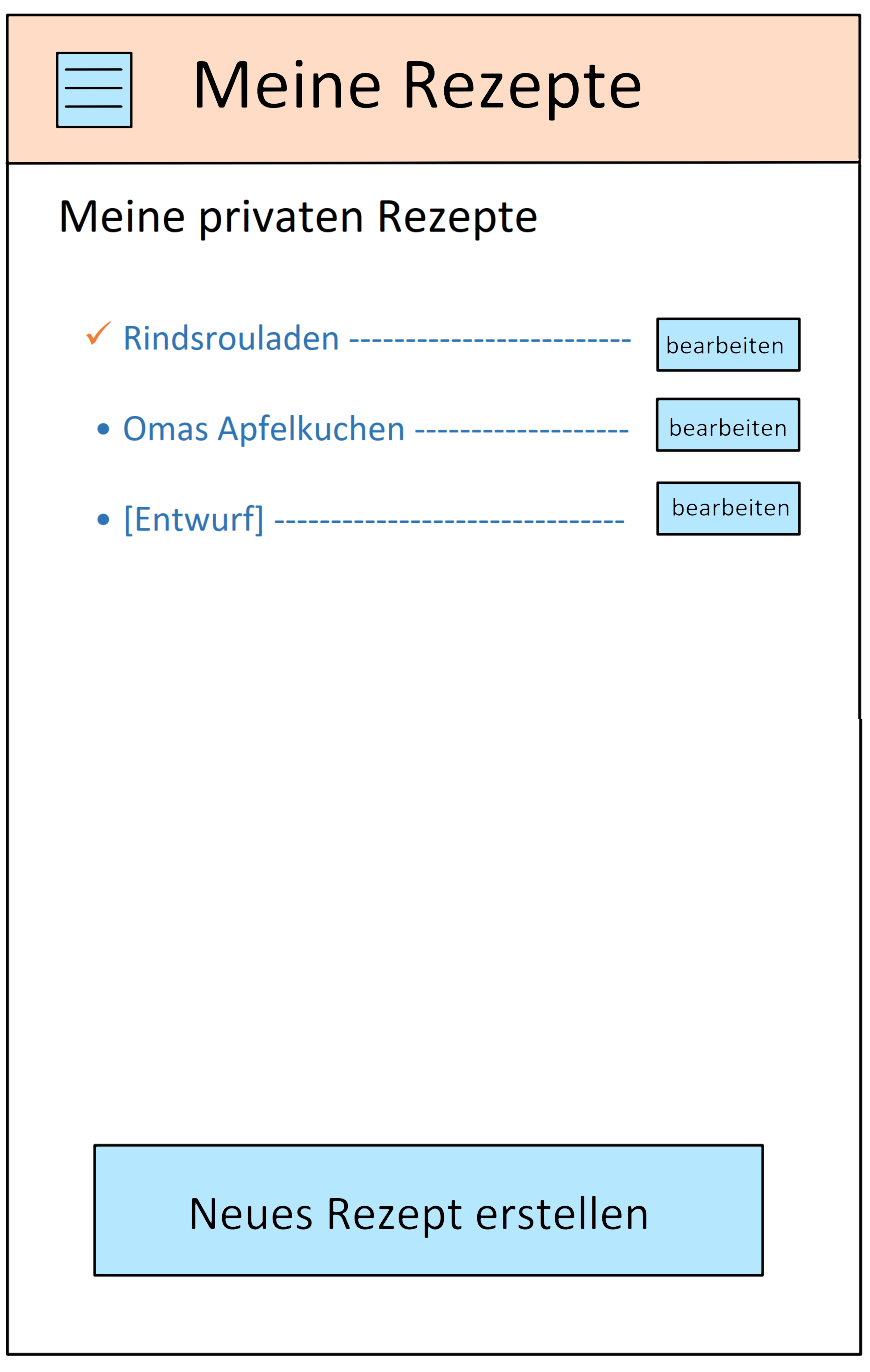 Meine Rezepte
Meine privaten Rezepte
✓ Rindsrouladen ------------------------- bearbeiten
• Omas Apfelkuchen ------------------- bearbeiten
• [Entwurf] ------------------------------- bearbeiten
Neues Rezept erstellen